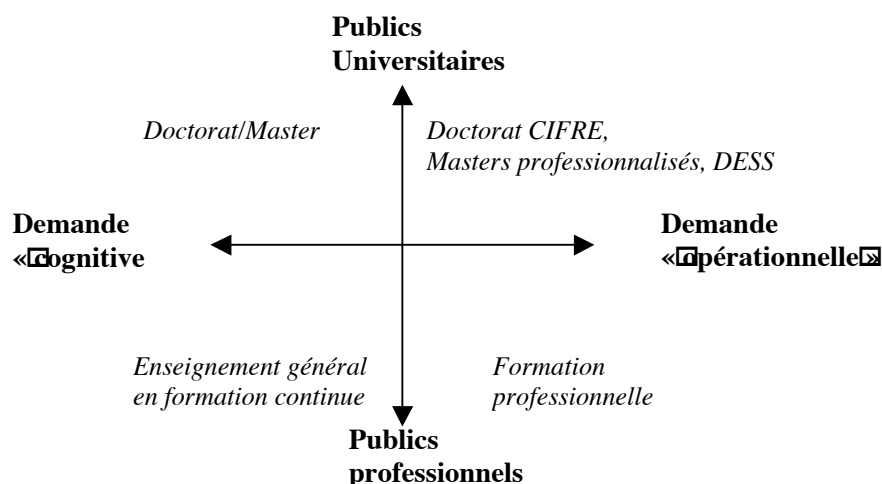 Publics
Universitaires
Doctorat/Master
Doctorat CIFRE,
Masters professionnalisés, DESS
Demande
« cognitive
Demande
« opérationnelle »
Enseignement général
en formation continue
Formation
professionnelle
Publics
professionnels